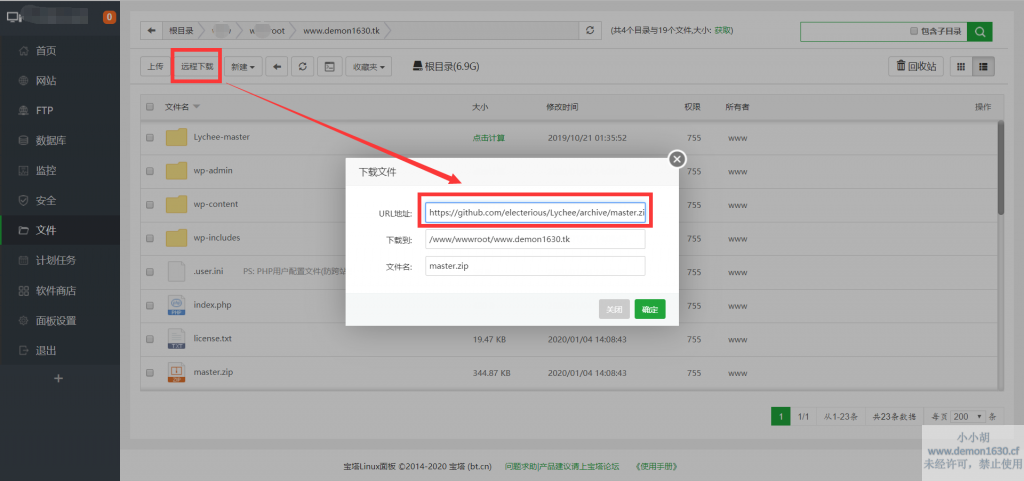 0
首页
网站
FTP
数据库
监控
安全
文件
计划任务
软件商店
面板设置
退出
根目录 root www.demon1630.tk (共4个目录与19个文件,大小: 获取) 包含子目录
上传 远程下载 新建 收藏夹 根目录(6.9G) 回收站
文件名 大小 修改时间 权限 所有者 操作
Lychee-master 点击计算 2019/10/21 01:35:52 755 www
wp-admin 755 www
wp-content 755 www
wp-includes 755 www
.user.ini PS: PHP用户配置文件(防跨站 755 www
index.php 755 www
license.txt 19.47 KB 2020/01/04 14:08:43 755 www
master.zip 344.87 KB 2020/01/04 14:08:43 755 www
下载文件
URL地址: https://github.com/electerious/Lychee/archive/master.zi
下载到: /www/wwwroot/www.demon1630.tk
文件名: master.zip
关闭 确定
1 1/1 从1-23条 共23条数据 每页 200 条
宝塔Linux面板 ©2014-2020 宝塔 (bt.cn) 问题求助|产品建议请上宝塔论坛 《使用手册》
小小胡
www.demon1630.cf
未经许可，禁止使用